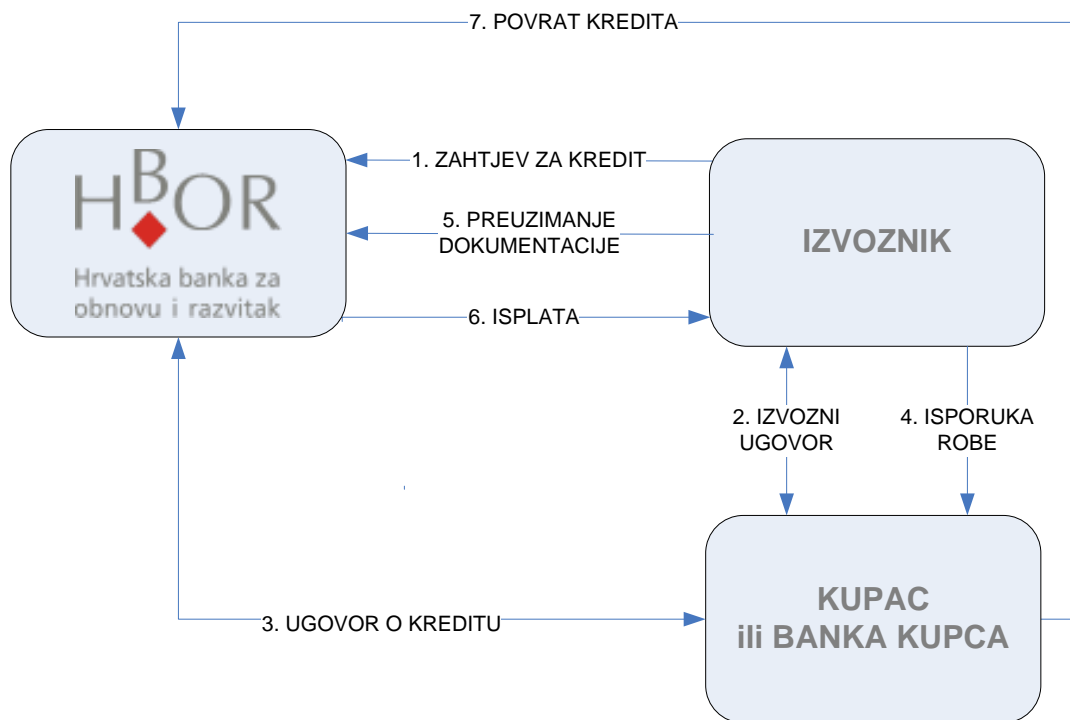 7. POVRAT KREDITA
HBOR
Hrvatska banka za
obnovu i razvitak
1. ZAHTJEV ZA KREDIT
5. PREUZIMANJE
DOKUMENTACIJE
6. ISPLATA
IZVOZNIK
2. IZVOZNI
UGOVOR
4. ISPORUKA
ROBE
3. UGOVOR O KREDITU
KUPAC
ili BANKA KUPCA